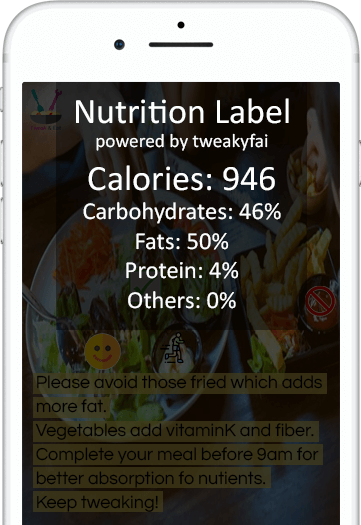 Nutrition Label
powered by tweakyfai
Calories: 946
Carbohydrates: 46%
Fats: 50%
Protein: 4%
Others: 0%
Please avoid those fried which adds
more fat.
Vegetables add vitaminK and fiber.
Complete your meal before 9am for
better absorption fo nutients.
Keep tweaking!